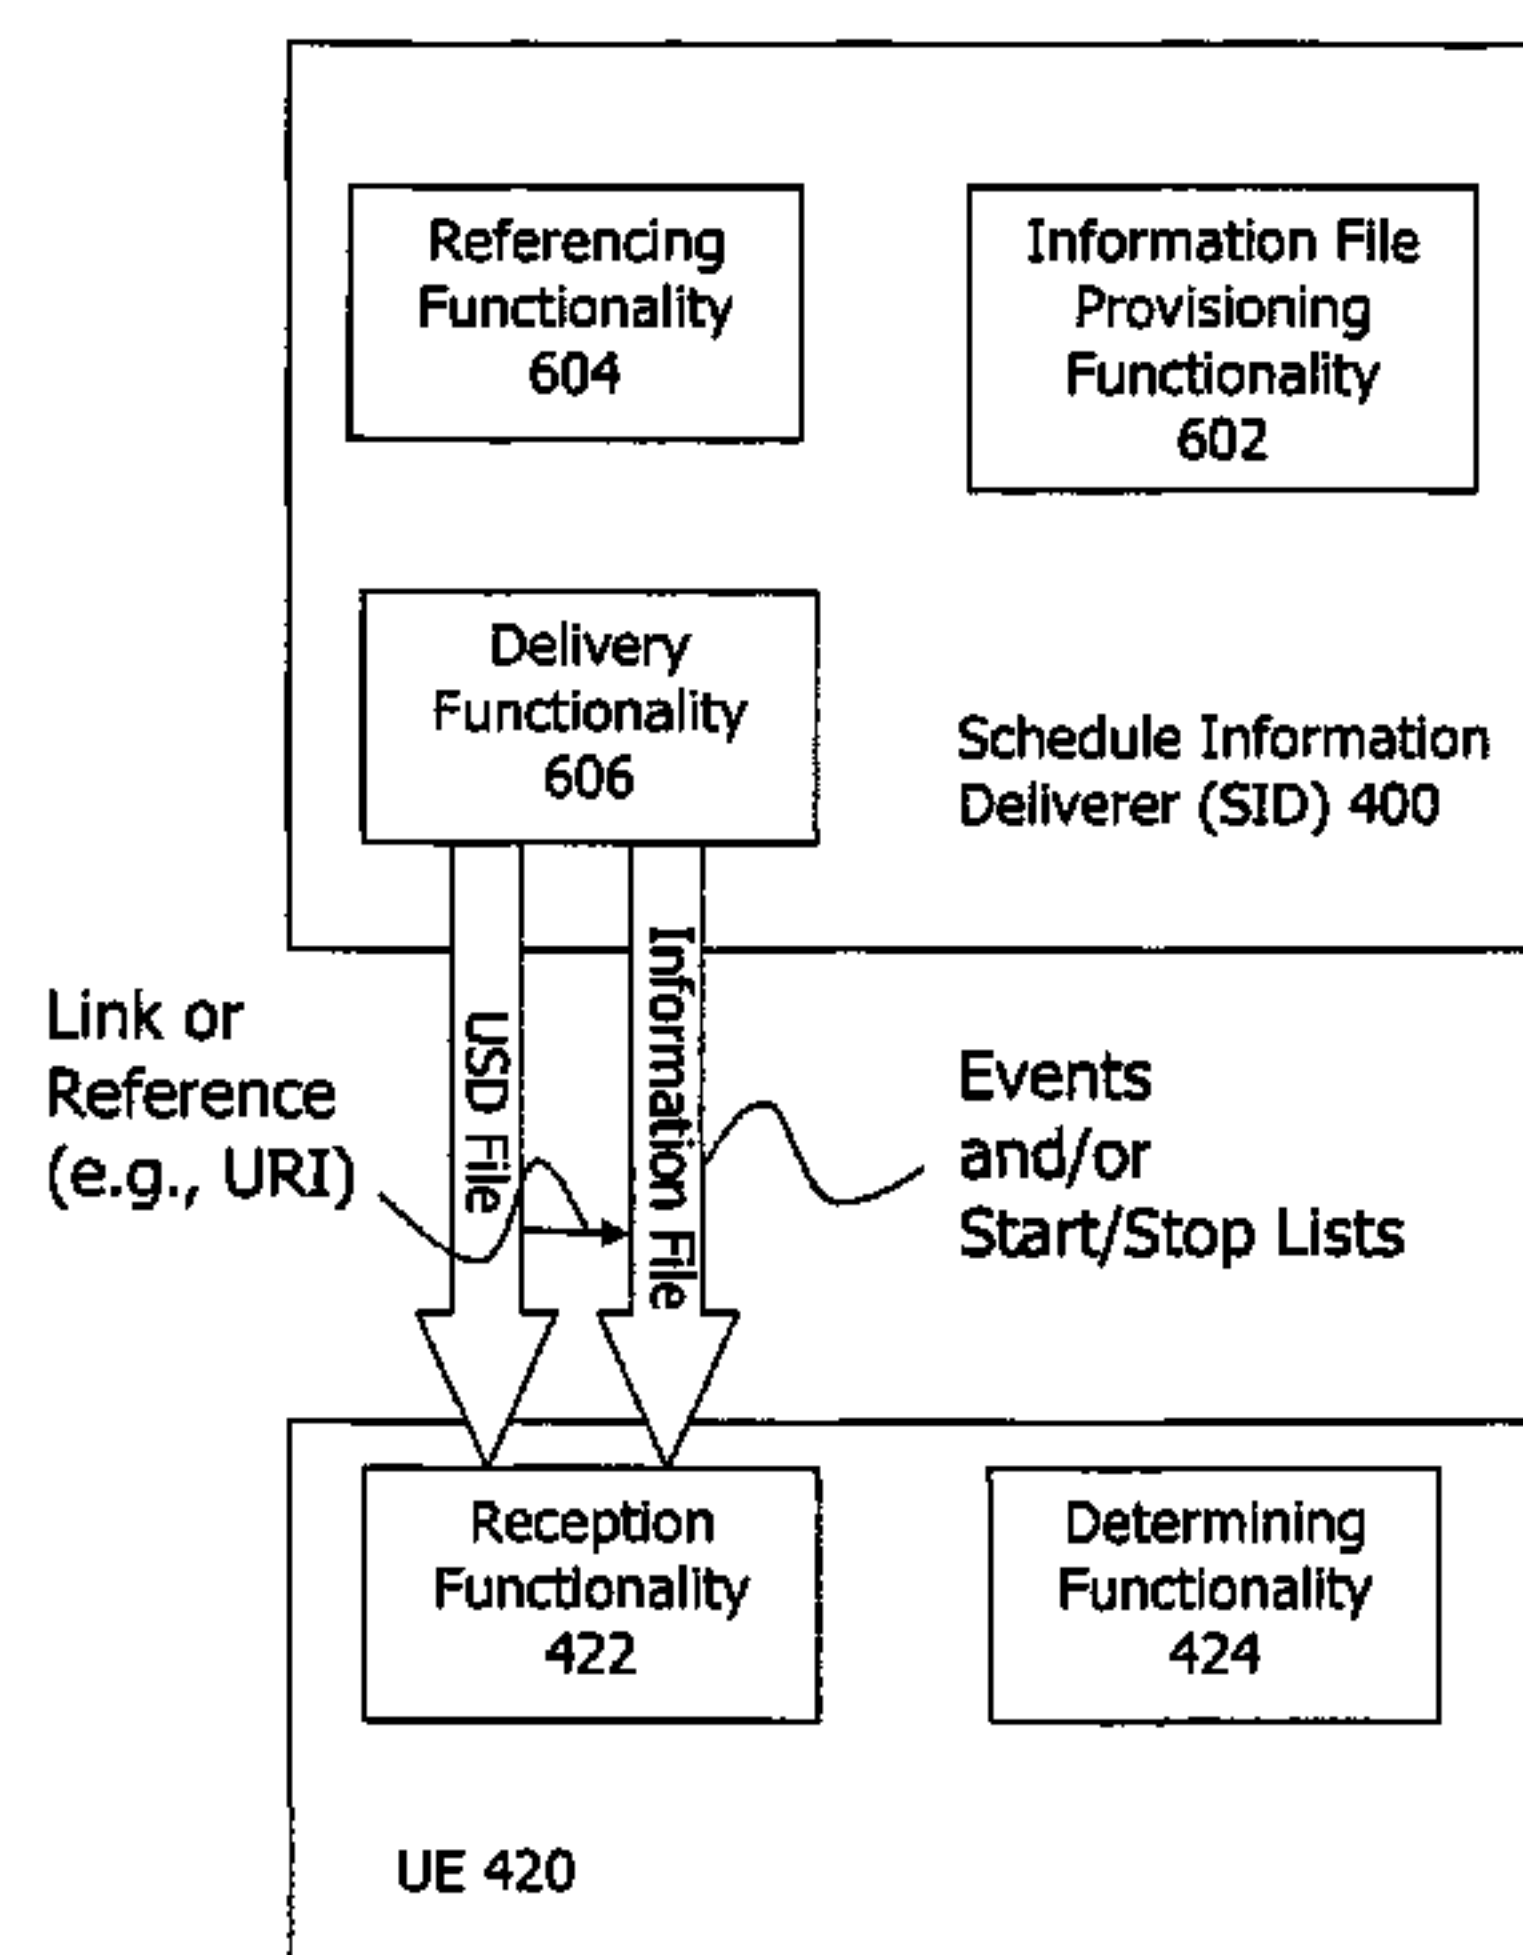 Referencing
Functionality
604
Information File
Provisioning
Functionality
602
Delivery
Functionality
606
Schedule Information
Deliverer (SID) 400
Link or
Reference
(e.g., URI)
USD File
Information File
Events
and/or
Start/Stop Lists
Reception
Functionality
422
Determining
Functionality
424
UE 420